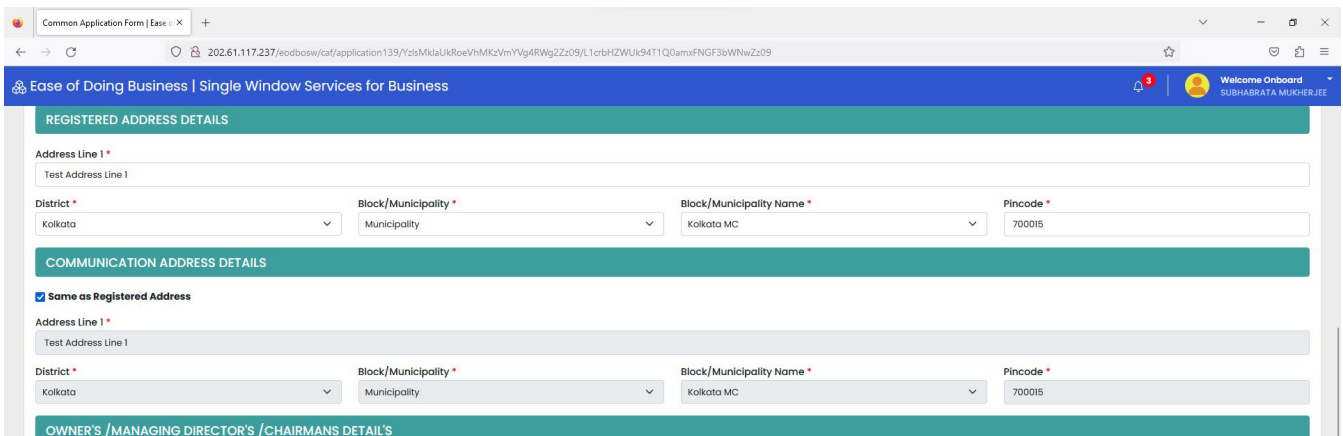 Common Application Form | Ease o
202.61.117.237/eodbosw/caf/application139/YzlsMklaUkRoeVhMKzVmYVg4RWg2Zz09/L1crbHZWUk94T1Q0amxFNGF3bWNwZz09
Ease of Doing Business | Single Window Services for Business
3
Welcome Onboard
SUBHABRATA MUKHERJEE
REGISTERED ADDRESS DETAILS
Address Line 1 *
Test Address Line 1
District * Block/Municipality * Block/Municipality Name * Pincode *
Kolkata Municipality Kolkata MC 700015
COMMUNICATION ADDRESS DETAILS
Same as Registered Address
Address Line 1 *
Test Address Line 1
District * Block/Municipality * Block/Municipality Name * Pincode *
Kolkata Municipality Kolkata MC 700015
OWNER'S /MANAGING DIRECTOR'S /CHAIRMANS DETAIL'S